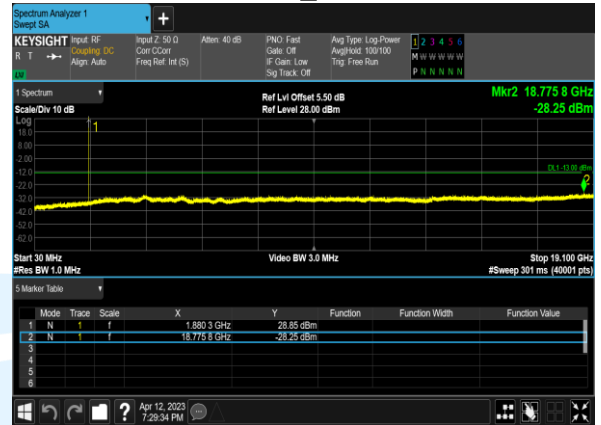 Spectrum Analyzer 1
Swept SA
+
KEYSIGHT
R T
LW
Input: RF
Coupling: DC
Align: Auto
Input Z: 50 Ω
Corr CCorr
Freq Ref: Int (S)
Atten: 40 dB
PNO: Fast
Gate: Off
IF Gain: Low
Sig Track: Off
Avg Type: Log-Power
Avg|Hold: 100/100
Trig: Free Run
1 2 3 4 5 6
M W W W W W
P N N N N N
1 Spectrum
Scale/Div 10 dB
Ref Lvl Offset 5.50 dB
Ref Level 28.00 dBm
Mkr2 18.775 8 GHz
-28.25 dBm
Log
1
18.0
8.00
-2.00
-12.0
-22.0
-32.0
-42.0
-52.0
-62.0
DL1 -13.00 dBm
2
Start 30 MHz
#Res BW 1.0 MHz
Video BW 3.0 MHz
Stop 19.100 GHz
#Sweep 301 ms (40001 pts)
5 Marker Table
Mode Trace Scale X Y Function Function Width Function Value
1 N 1 f 1.880 3 GHz 28.85 dBm
2 N 1 f 18.775 8 GHz -28.25 dBm
3
4
5
6
?
Apr 12, 2023
7:29:34 PM